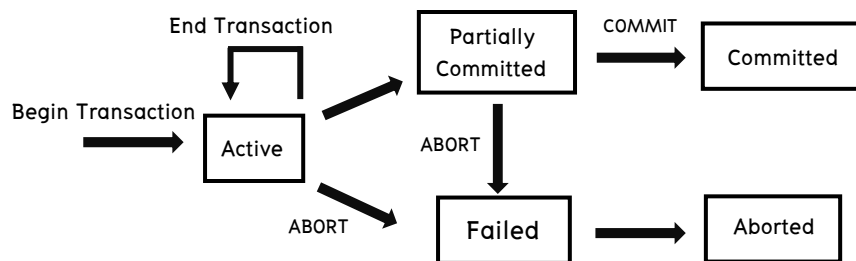 End Transaction
Partially
Committed
COMMIT
Committed
Begin Transaction
Active
ABORT
ABORT
Failed
Aborted